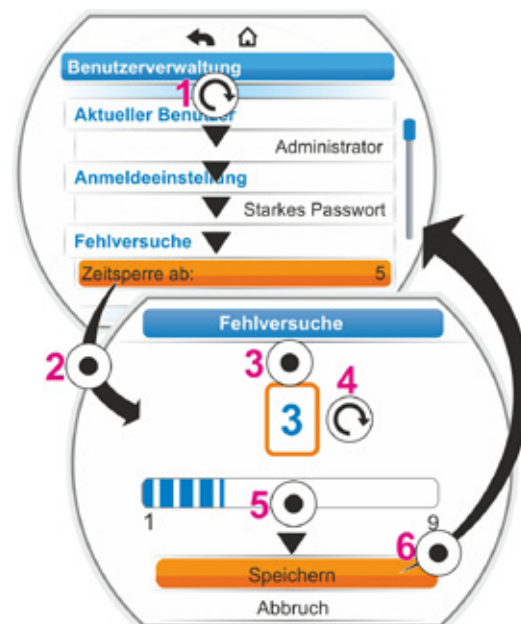 Benutzerverwaltung
1
Aktueller Benutzer
Administrator
Anmeldeeinstellung
Starkes Passwort
Fehlversuche
Zeitsperre ab: 5
2
Fehlversuche
3
4
3
5
1 9
6
Speichern
Abbruch